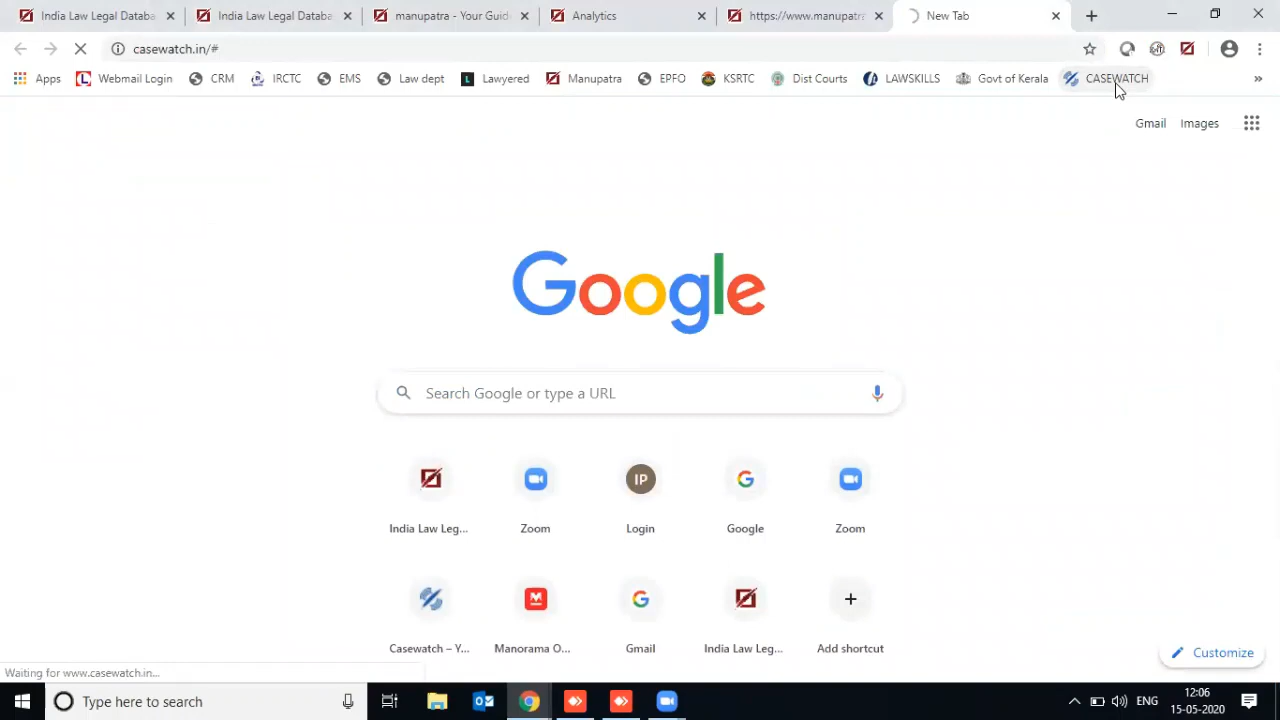 India Law Legal Databa
India Law Legal Databa
manupatra - Your Guid
Analytics
https://www.manupatra
New Tab
casewatch.in/#
Apps
Webmail Login
CRM
IRCTC
EMS
Law dept
Lawyered
Manupatra
EPFO
KSRTC
Dist Courts
LAWSKILLS
Govt of Kerala
CASEWATCH
Gmail
Images
Google
Search Google or type a URL
India Law Leg...
Zoom
IP
Login
Google
Zoom
Casewatch – Y...
Manorama O...
Gmail
India Law Leg...
Add shortcut
Customize
Waiting for www.casewatch.in...
Type here to search
ENG
12:06
15-05-2020